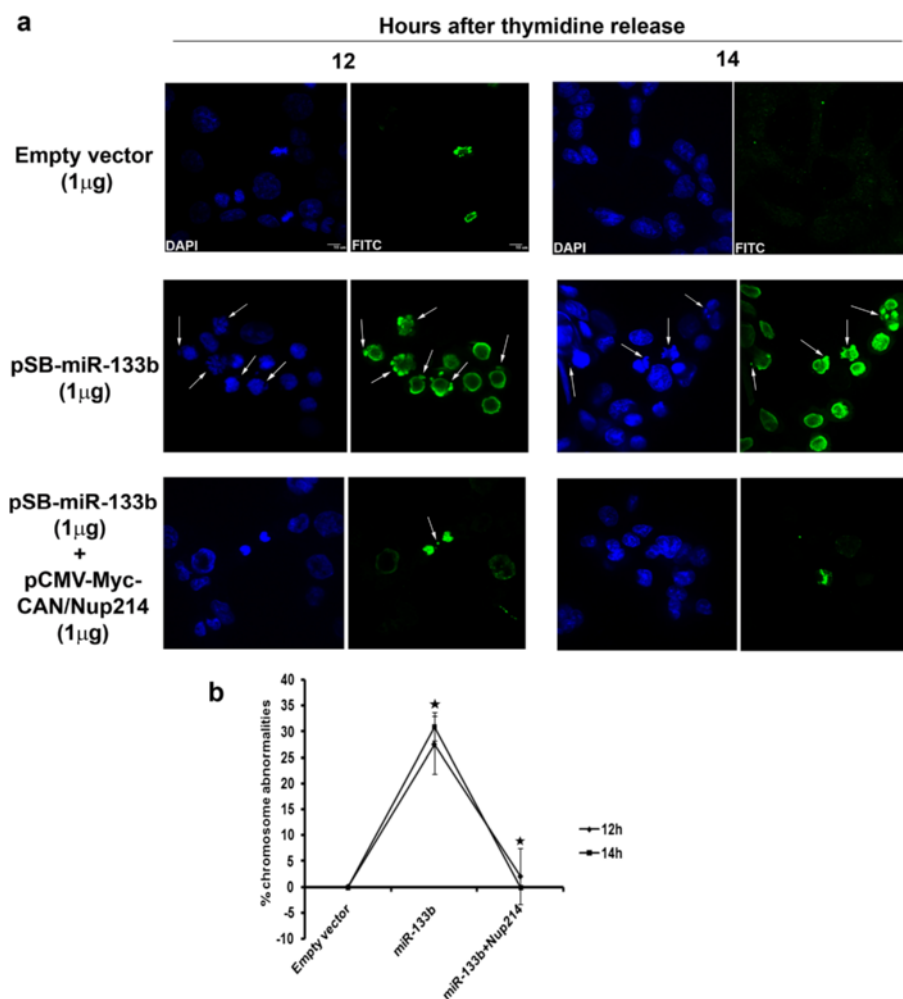 a
Hours after thymidine release
12
14
Empty vector
(1μg)
DAPI
FITC
DAPI
FITC
pSB-miR-133b
(1μg)
pSB-miR-133b
(1μg)
+
pCMV-Myc-
CAN/Nup214
(1μg)
b
% chromosome abnormalities
40
35
30
25
20
15
10
5
0
-5
-10
Empty vector
miR-133b
miR-133b+Nup214
12h
14h